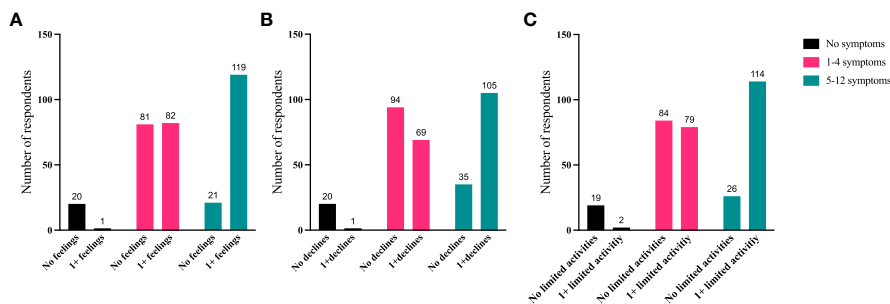 A
Number of respondents
150
100
50
0
20
1
81
82
21
119
No feelings
1+ feelings
No feelings
1+ feelings
No feelings
1+ feelings
B
Number of respondents
150
100
50
0
20
1
94
69
35
105
No declines
1+declines
No declines
1+declines
No declines
1+declines
C
Number of respondents
150
100
50
0
19
2
84
79
26
114
No limited activities
1+ limited activitiy
No limited activities
1+ limited activitiy
No limited activities
1+ limited activitiy
No symptoms
1-4 symptoms
5-12 symptoms